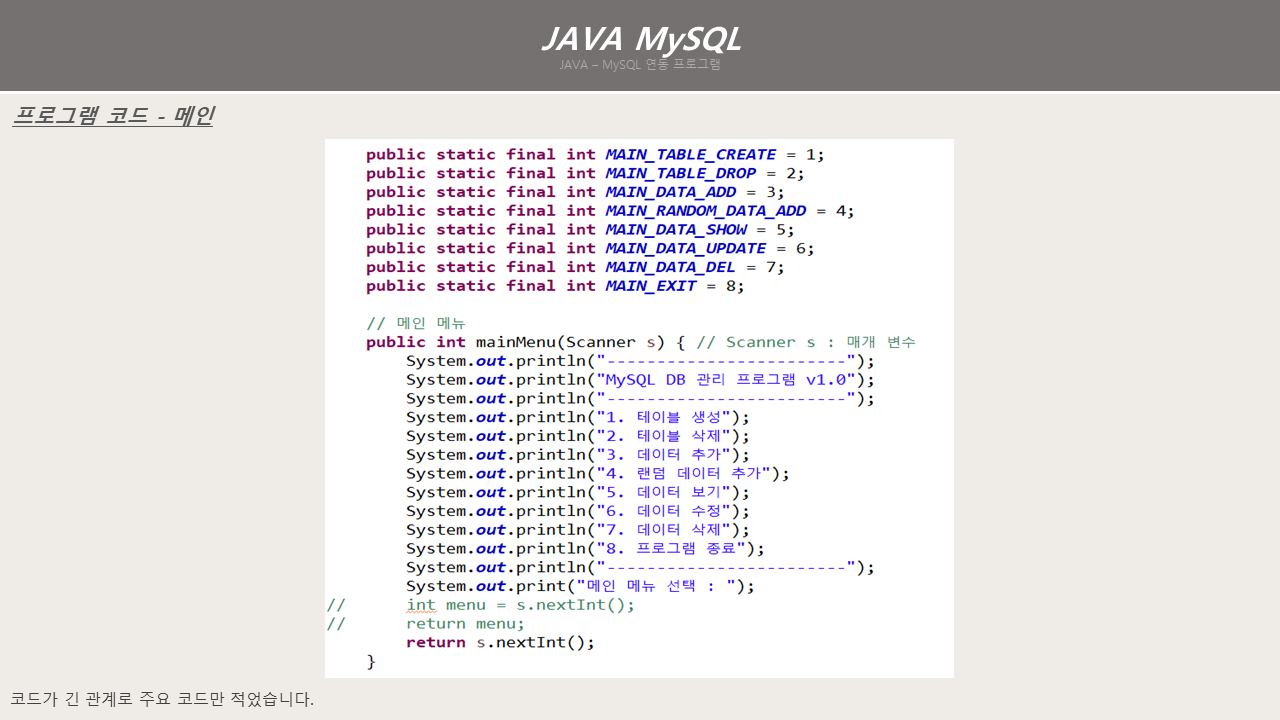 JAVA MySQL
JAVA – MySQL 연동 프로그램
프로그램 코드 - 메인
public static final int MAIN_TABLE_CREATE = 1;
public static final int MAIN_TABLE_DROP = 2;
public static final int MAIN_DATA_ADD = 3;
public static final int MAIN_RANDOM_DATA_ADD = 4;
public static final int MAIN_DATA_SHOW = 5;
public static final int MAIN_DATA_UPDATE = 6;
public static final int MAIN_DATA_DEL = 7;
public static final int MAIN_EXIT = 8;
// 메인 메뉴
public int mainMenu(Scanner s) { // Scanner s : 매개 변수
System.out.println("------------------------");
System.out.println("MySQL DB 관리 프로그램 v1.0");
System.out.println("------------------------");
System.out.println("1. 테이블 생성");
System.out.println("2. 테이블 삭제");
System.out.println("3. 데이터 추가");
System.out.println("4. 랜덤 데이터 추가");
System.out.println("5. 데이터 보기");
System.out.println("6. 데이터 수정");
System.out.println("7. 데이터 삭제");
System.out.println("8. 프로그램 종료");
System.out.println("------------------------");
System.out.print("메인 메뉴 선택 : ");
// int menu = s.nextInt();
// return menu;
return s.nextInt();
}
코드가 긴 관계로 주요 코드만 적었습니다.